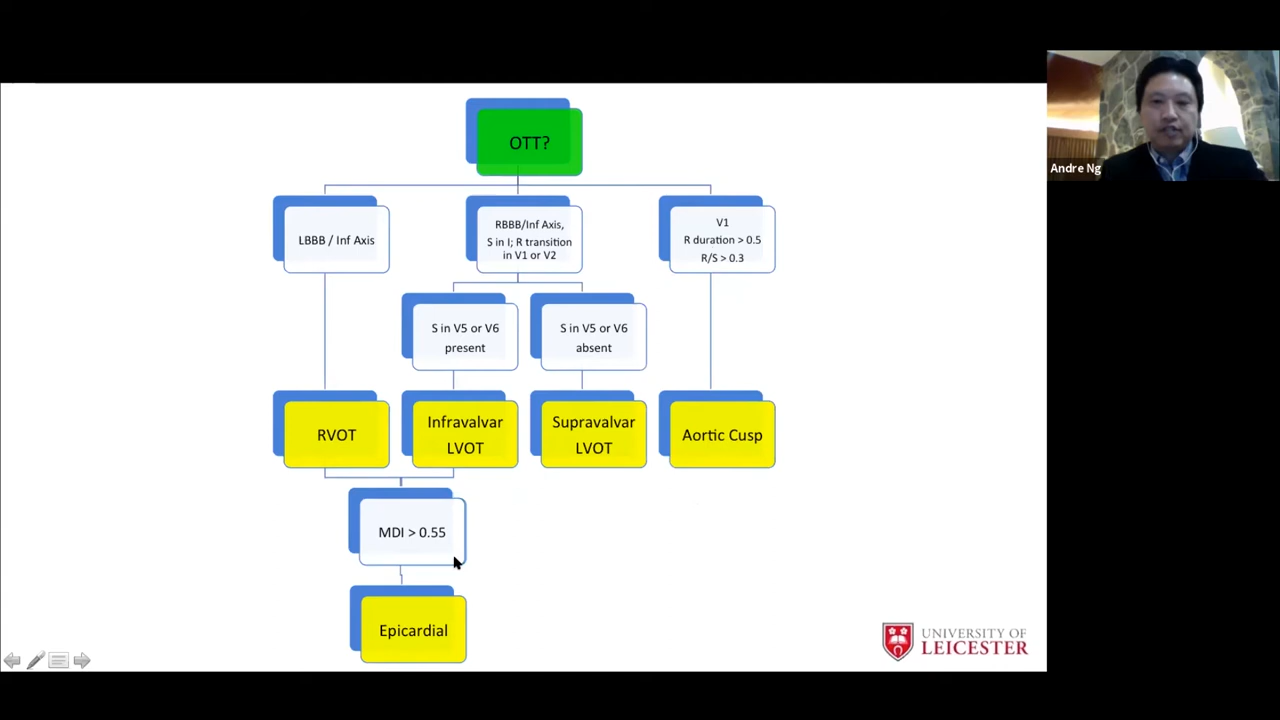 OTT?
LBBB / Inf Axis
RBBB/Inf Axis,
S in I; R transition
in V1 or V2
V1
R duration > 0.5
R/S > 0.3
S in V5 or V6
present
S in V5 or V6
absent
RVOT
Infravalvar
LVOT
Supravalvar
LVOT
Aortic Cusp
MDI > 0.55
Epicardial
UNIVERSITY OF
LEICESTER
Andre Ng